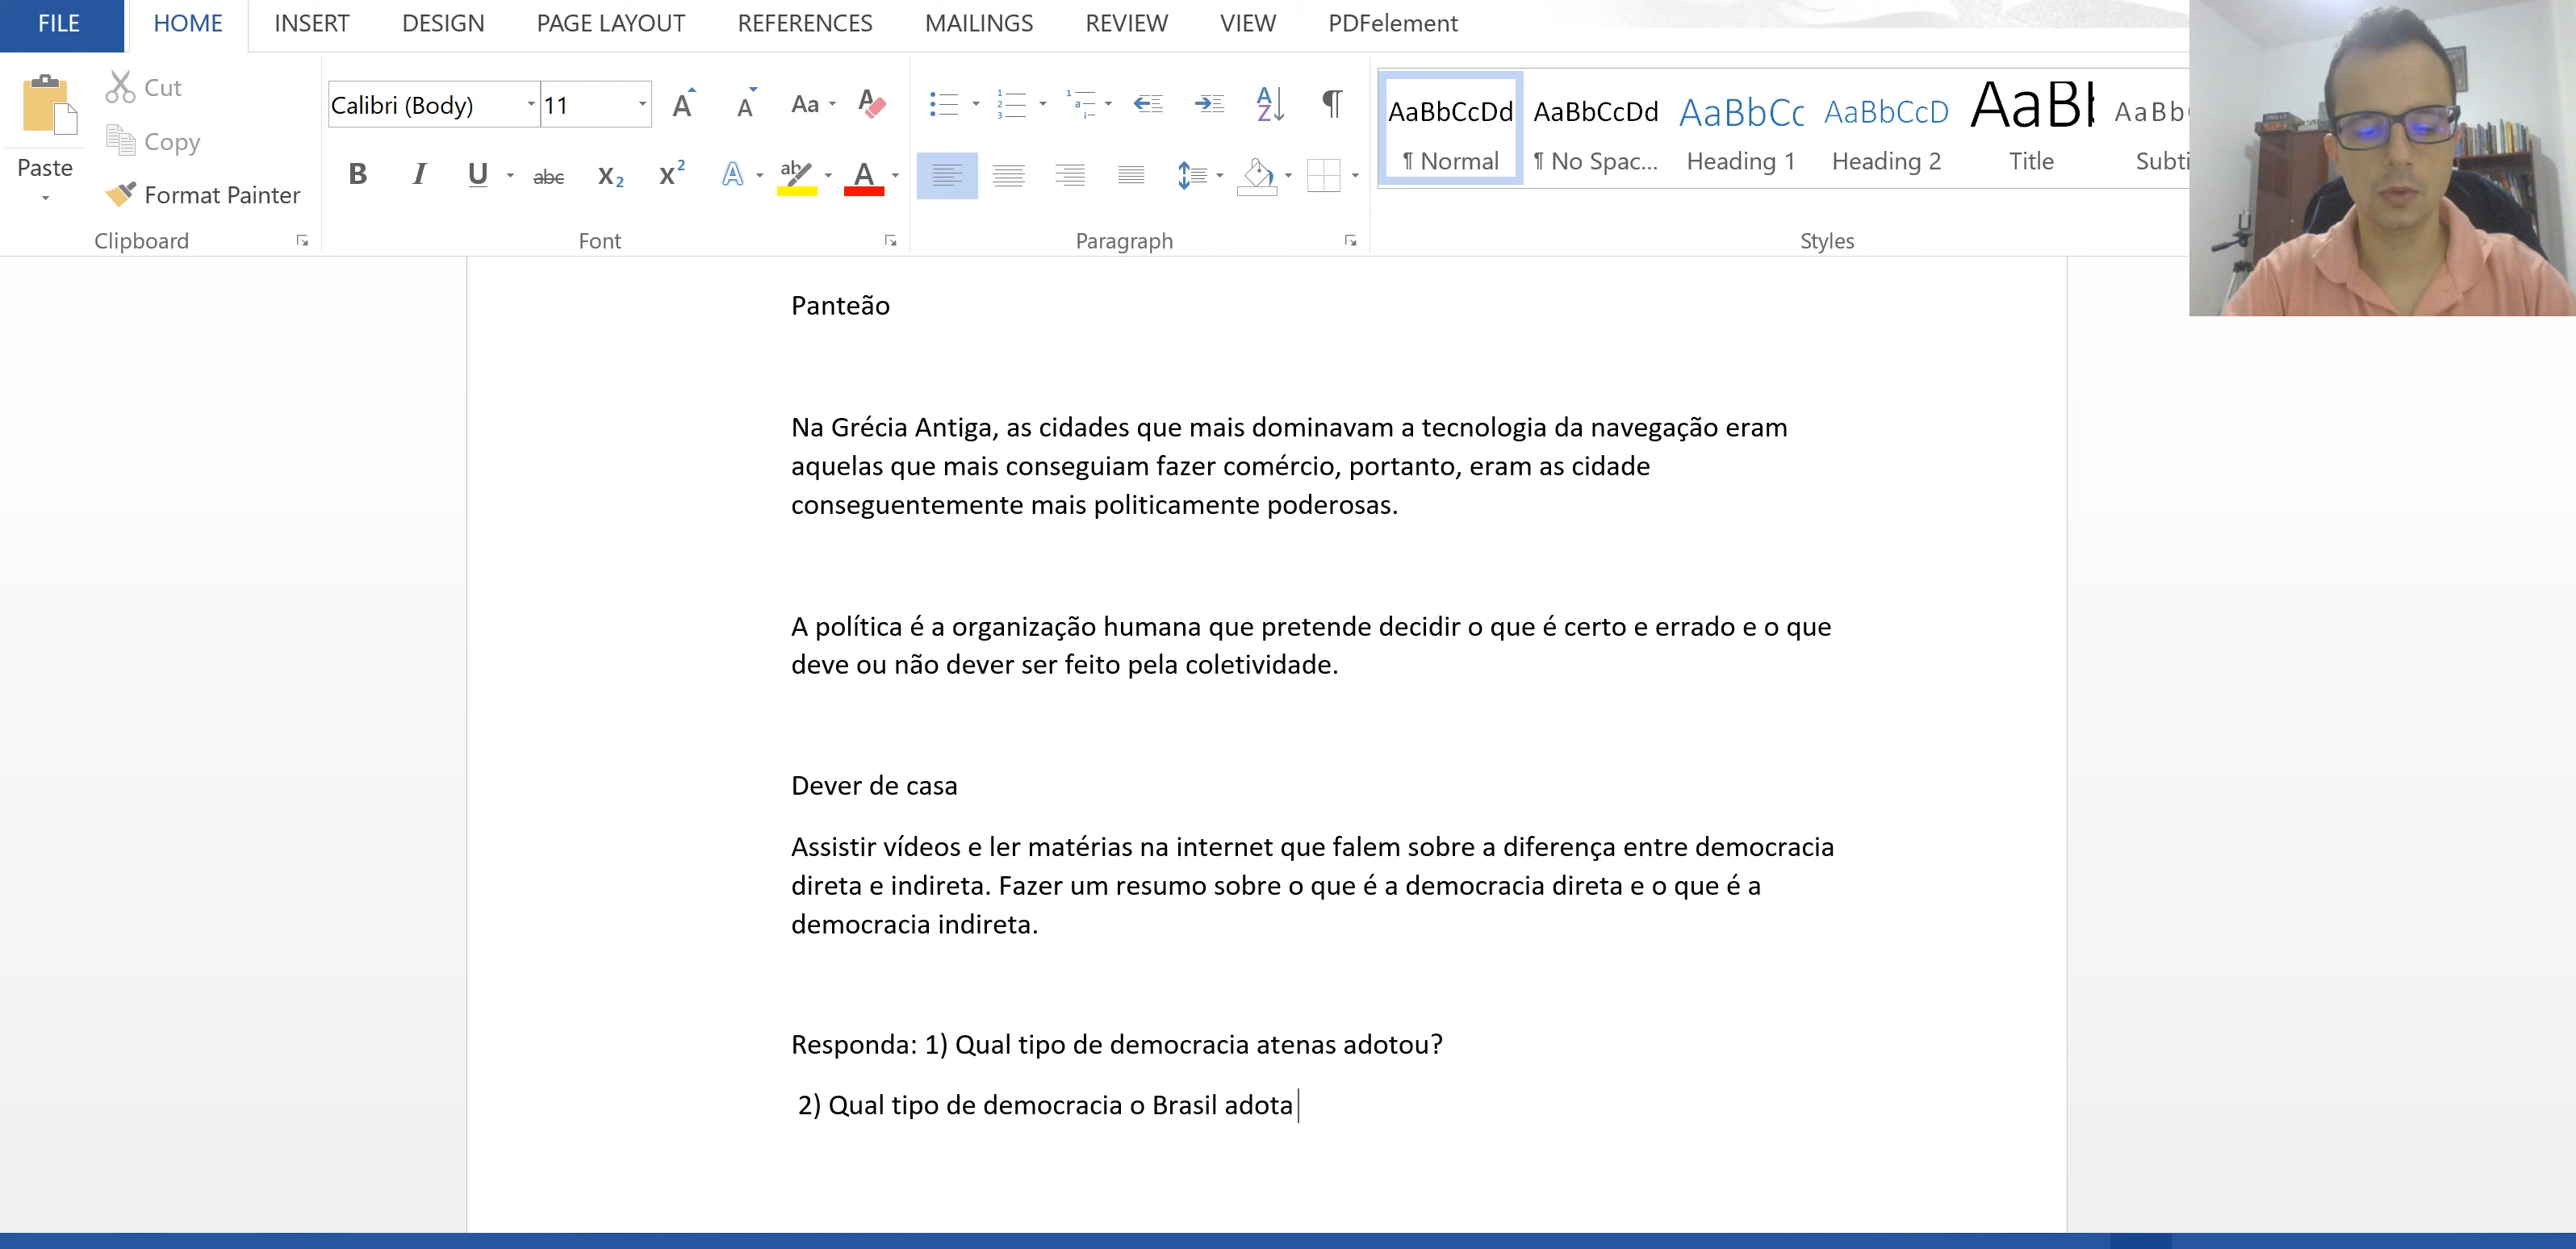 FILE HOME INSERT DESIGN PAGE LAYOUT REFERENCES MAILINGS REVIEW VIEW PDFelement
Cut
Copy
Paste
Format Painter
Clipboard
Calibri (Body) 11
Font
Paragraph
AaBbCcDd AaBbCcDd AaBbCc AaBbCcD AaBl AaBb
¶ Normal ¶ No Spac... Heading 1 Heading 2 Title Subti
Styles
Panteão
Na Grécia Antiga, as cidades que mais dominavam a tecnologia da navegação eram
aquelas que mais conseguiam fazer comércio, portanto, eram as cidade
conseguentemente mais politicamente poderosas.
A política é a organização humana que pretende decidir o que é certo e errado e o que
deve ou não dever ser feito pela coletividade.
Dever de casa
Assistir vídeos e ler matérias na internet que falem sobre a diferença entre democracia
direta e indireta. Fazer um resumo sobre o que é a democracia direta e o que é a
democracia indireta.
Responda: 1) Qual tipo de democracia atenas adotou?
2) Qual tipo de democracia o Brasil adota